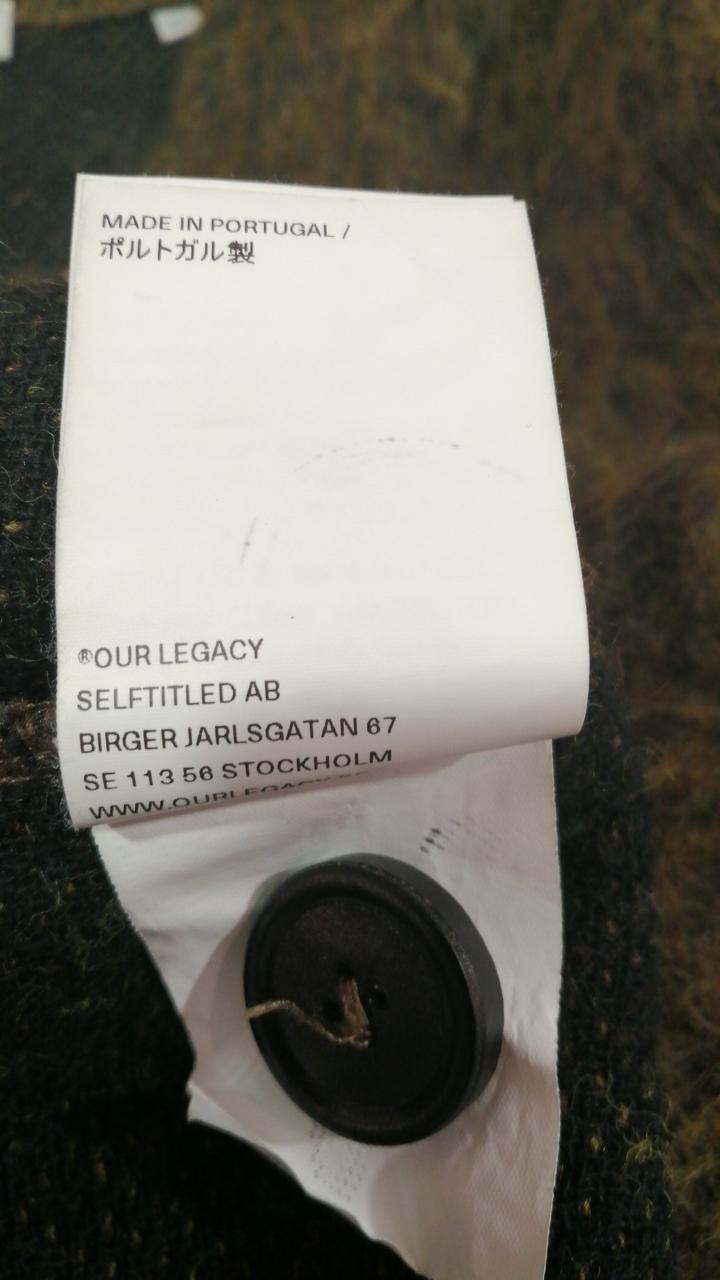 MADE IN PORTUGAL /
ポルトガル製
®OUR LEGACY
SELFTITLED AB
BIRGER JARLSGATAN 67
SE 113 56 STOCKHOLM